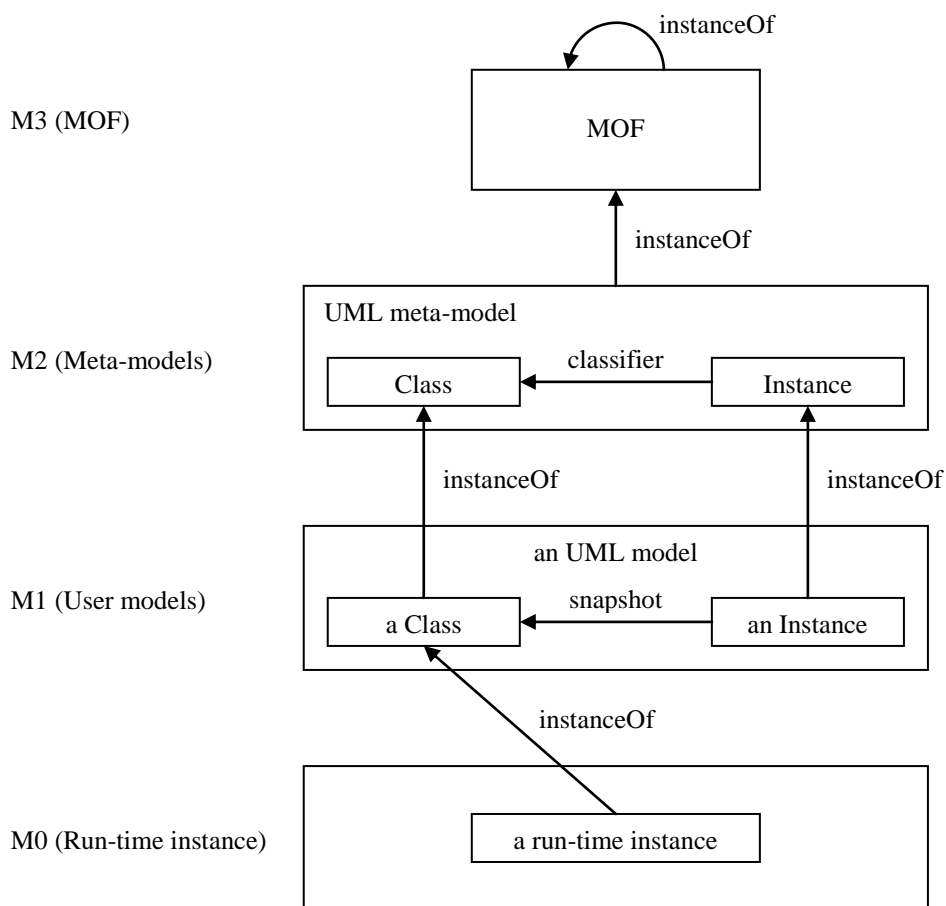 instanceOf
M3 (MOF)
MOF
instanceOf
UML meta-model
M2 (Meta-models)
classifier
Class
Instance
instanceOf
instanceOf
an UML model
M1 (User models)
snapshot
a Class
an Instance
instanceOf
M0 (Run-time instance)
a run-time instance